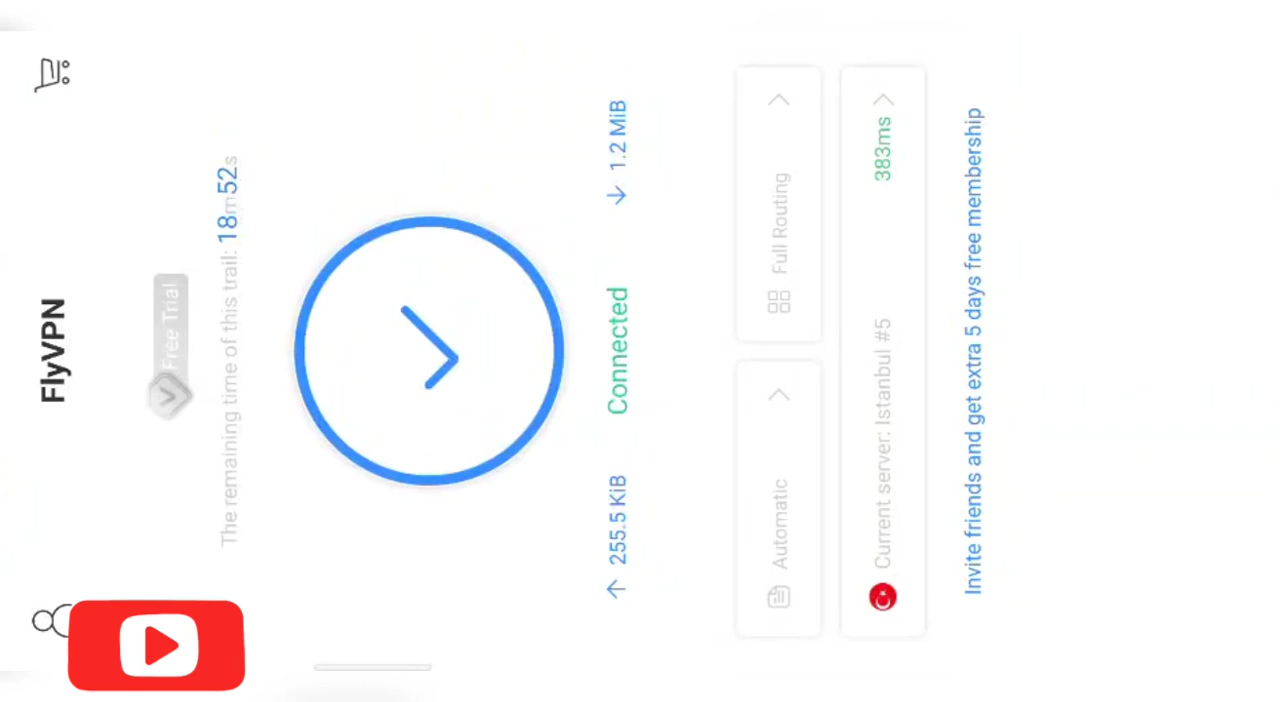 FlyVPN
Free Trial
The remaining time of this trail: 18m52s
255.5 KiB
Connected
1.2 MiB
Automatic
Full Routing
Current server: Istanbul #5
383ms
Invite friends and get extra 5 days free membership